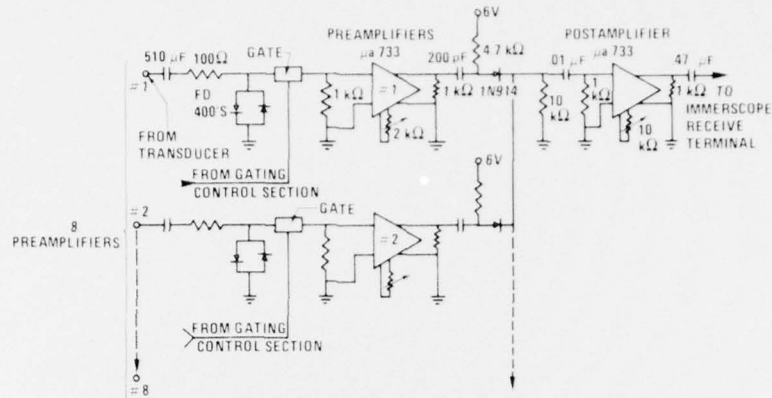 6V
PREAMPLIFIERS
μa 733
POSTAMPLIFIER
μa 733
510 μF
100Ω
GATE
200 μF
4.7 kΩ
.01 μF
.47 μF
#1
FD
400'S
1 kΩ
#1
1 kΩ
1N914
2 kΩ
10
kΩ
1
kΩ
10
kΩ
1 kΩ
TO
IMMERSCOPE
RECEIVE
TERMINAL
FROM
TRANSDUCER
FROM GATING
CONTROL SECTION
6V
#2
GATE
8
PREAMPLIFIERS
#2
FROM GATING
CONTROL SECTION
#8